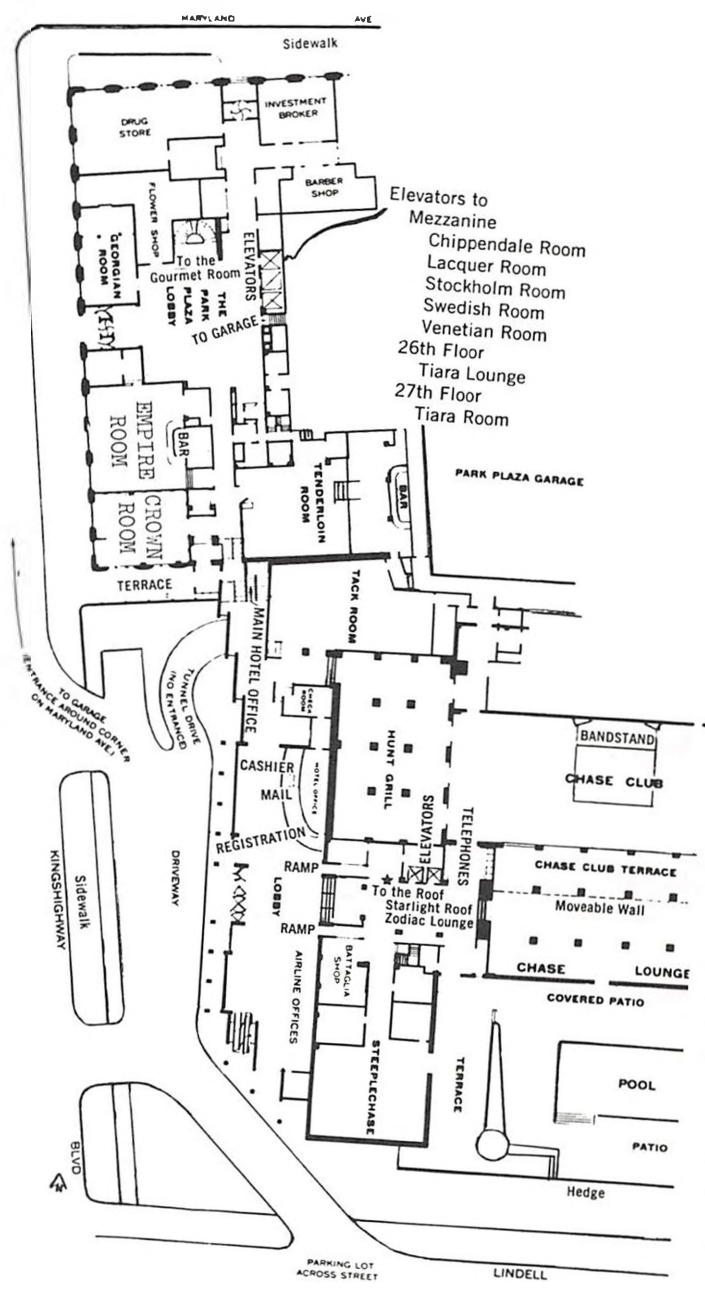 MARYLAND AVE
Sidewalk
DRUG
STORE
INVESTMENT
BROKER
BARBER
SHOP
FLOWER SHOP
GEORGIAN
ROOM
To the
Gourmet Room
THE
PARK
PLAZA
LOBBY
ELEVATORS
TO GARAGE
Elevators to
Mezzanine
Chippendale Room
Lacquer Room
Stockholm Room
Swedish Room
Venetian Room
26th Floor
Tiara Lounge
27th Floor
Tiara Room
EMPIRE
ROOM
BAR
CROWN
ROOM
TENDERLOIN
ROOM
BAR
PARK PLAZA GARAGE
TERRACE
TACK ROOM
MAIN HOTEL OFFICE
TUNNEL DRIVE
(NO ENTRANCE)
TO GARAGE
(ENTRANCE AROUND CORNER
ON MARYLAND AVE.)
CHECK
ROOM
HUNT GRILL
BANDSTAND
CHASE CLUB
CASHIER
MAIL
HOTEL OFFICE
REGISTRATION
ELEVATORS
TELEPHONES
CHASE CLUB TERRACE
RAMP
LOBBY
To the Roof
Starlight Roof
Zodiac Lounge
Moveable Wall
RAMP
CHASE LOUNGE
Sidewalk
KINGSHIGHWAY
DRIVEWAY
BATTAGLIA
SHOP
AIRLINE OFFICES
COVERED PATIO
STEEPLECHASE
TERRACE
POOL
PATIO
BLVD
N
Hedge
PARKING LOT
ACROSS STREET
LINDELL